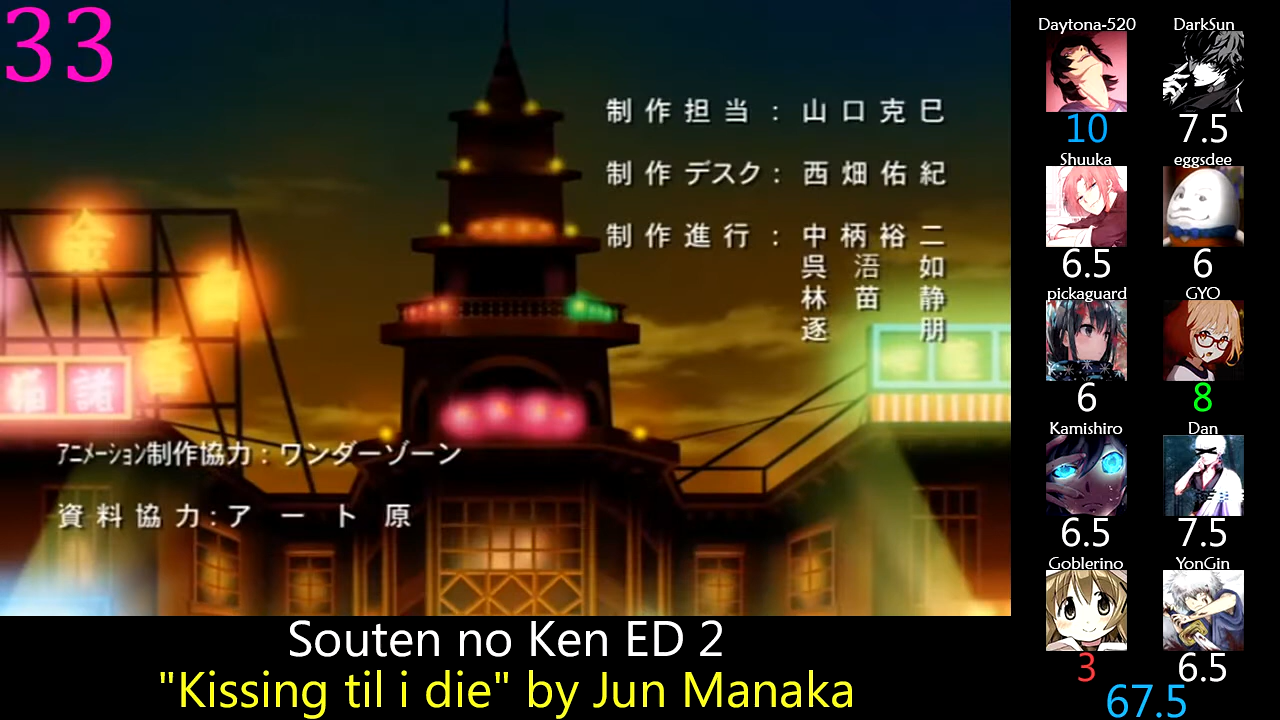 33
制作担当：山口克巳
制作デスク：西畑佑紀
制作進行：中柄裕二
呉浯如
林苗静
逐朋
金
香
諸
ｱﾆﾒｰｼｮﾝ制作協力：ワンダーゾーン
資料協力：アート原
Souten no Ken ED 2
"Kissing til i die" by Jun Manaka
Daytona-520
DarkSun
10
7.5
Shuuka
eggsdee
6.5
6
pickaguard
GYO
6
8
Kamishiro
Dan
6.5
7.5
Goblerino
YonGin
3
6.5
67.5